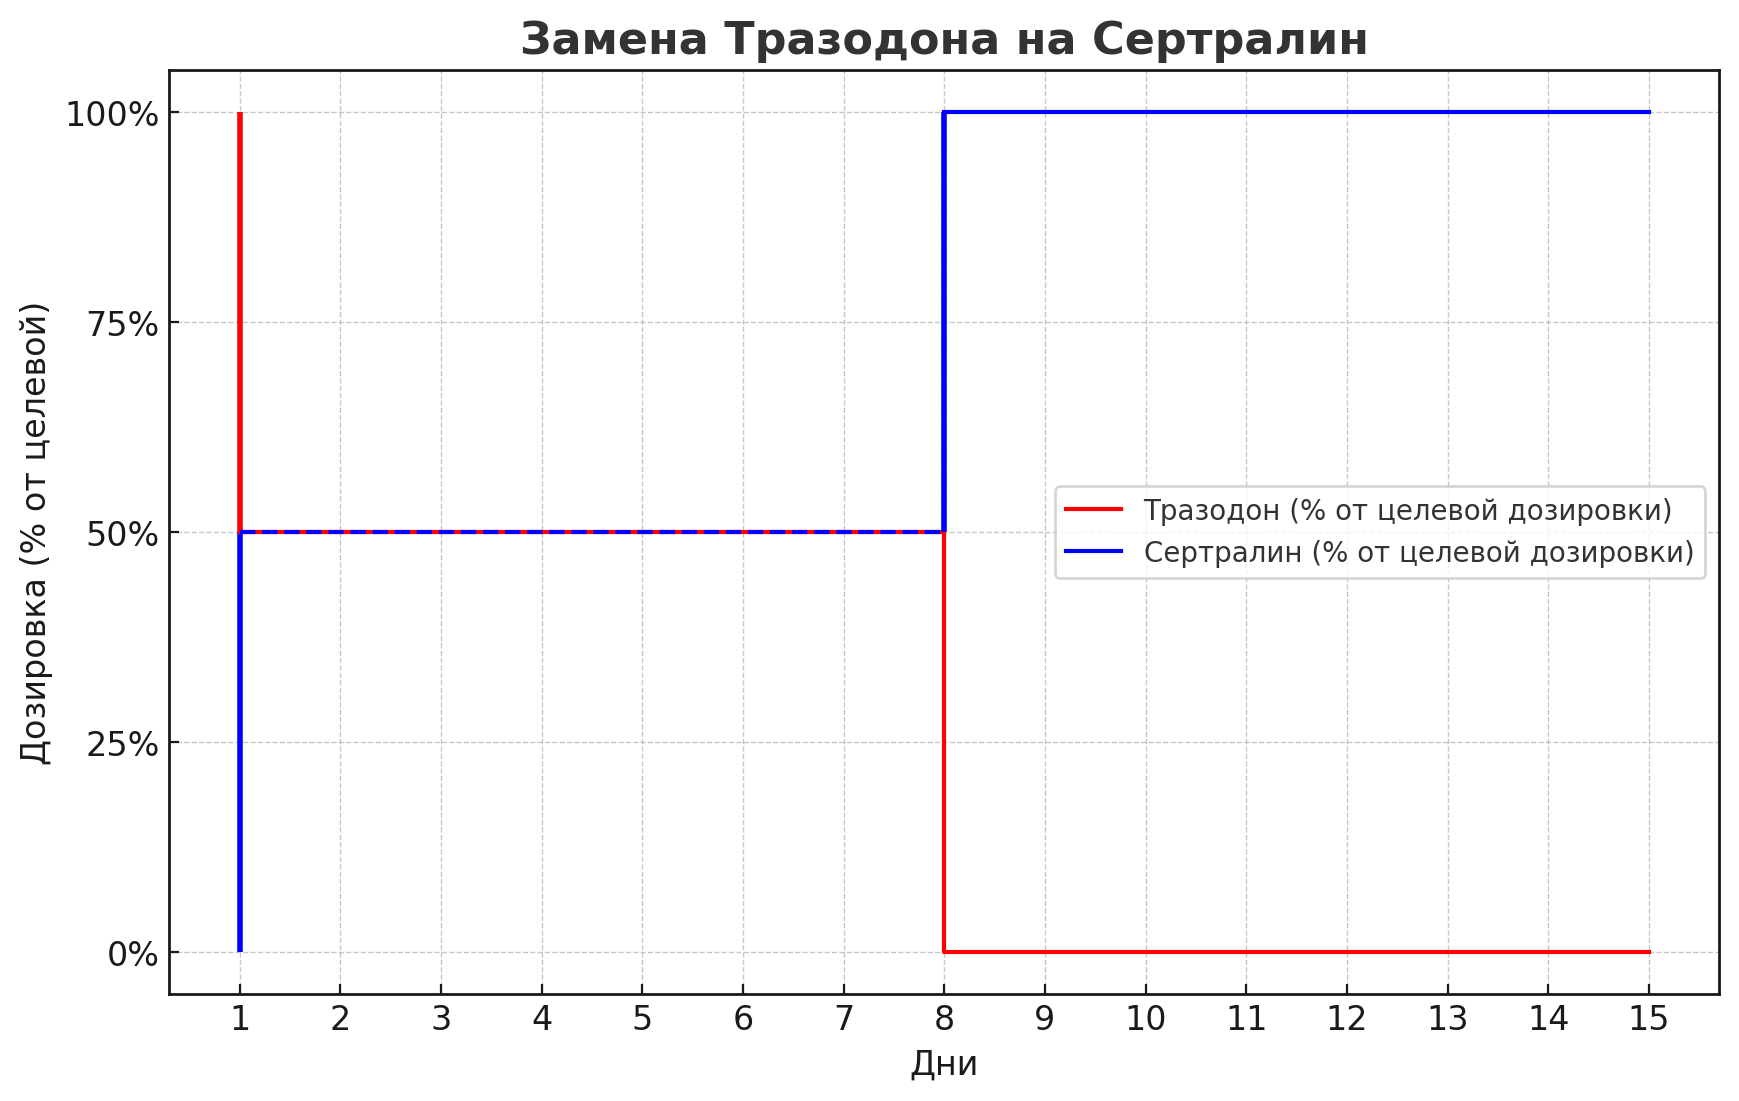 Замена Тразодона на Сертралин
Дозировка (% от целевой)
100%
75%
50%
25%
0%
Тразодон (% от целевой дозировки)
Сертралин (% от целевой дозировки)
1 2 3 4 5 6 7 8 9 10 11 12 13 14 15
Дни